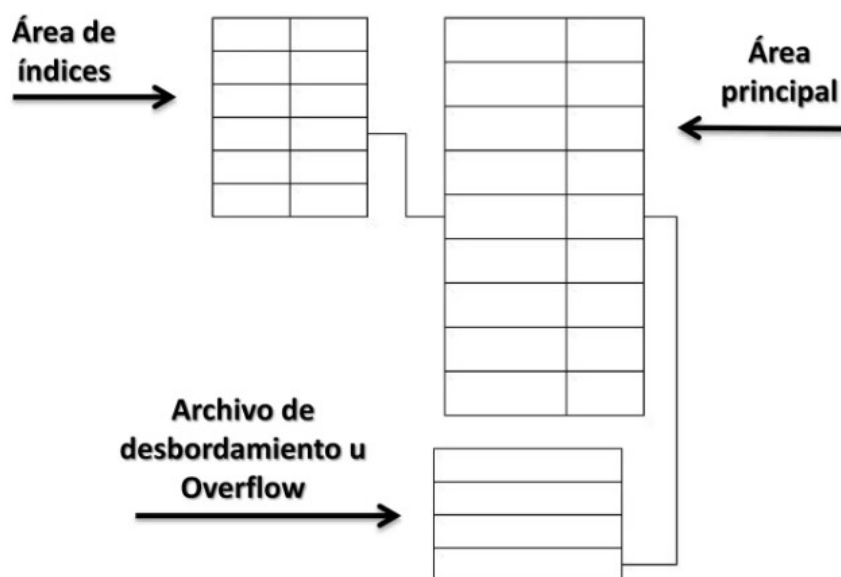 Área de
índices
Área
principal
Archivo de
desbordamiento u
Overflow